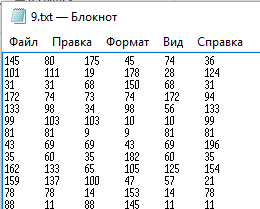 9.txt — Блокнот
Файл Правка Формат Вид Справка
145 80 175 45 74 36
101 111 19 178 28 124
31 31 68 150 68 31
172 74 73 74 172 94
133 98 34 98 56 133
99 103 103 10 10 99
81 81 9 9 81 81
43 69 69 43 69 196
35 60 35 182 60 35
162 133 65 105 125 154
159 137 100 47 57 21
78 78 14 153 14 78
88 11 88 145 11 11